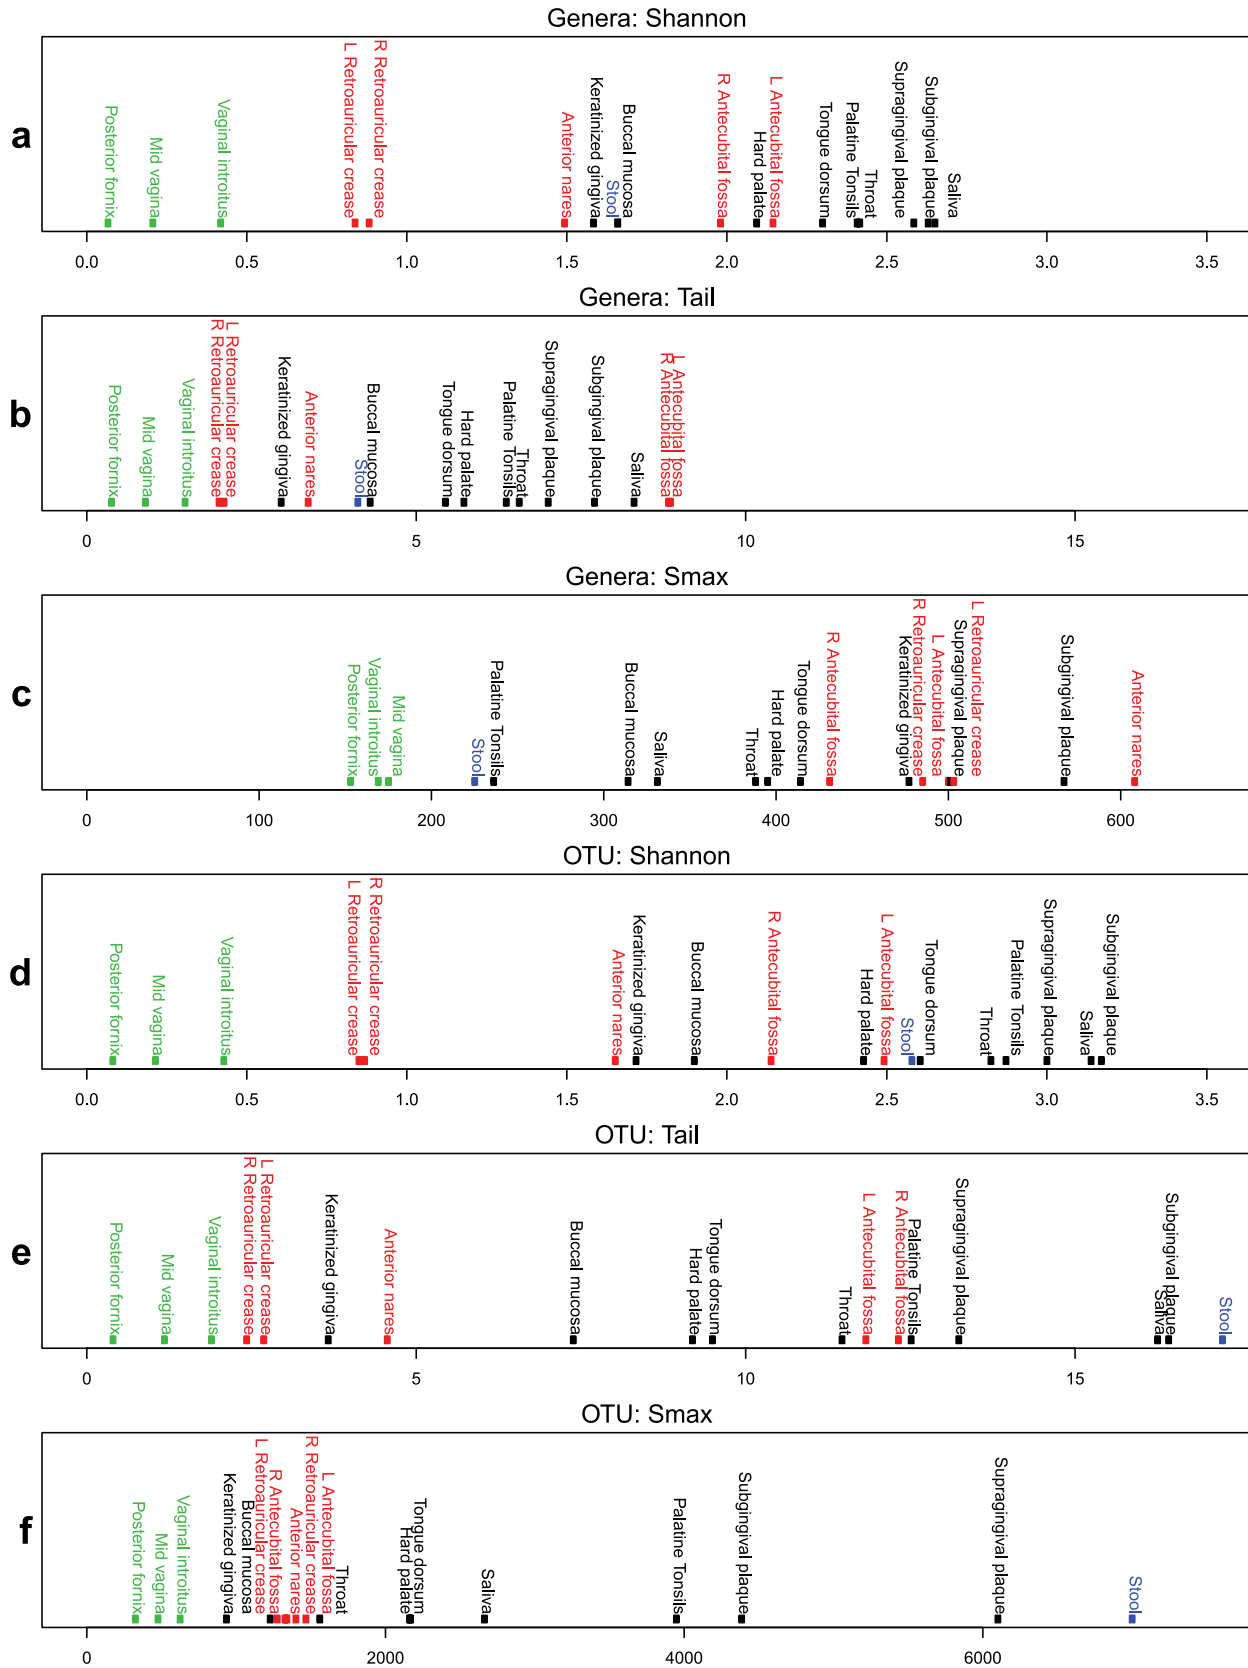 Genera: Shannon
a
Posterior fornix
Mid vagina
Vaginal introitus
L Retroauricular crease
R Retroauricular crease
Anterior nares
Keratinized gingiva
Stool
Buccal mucosa
R Antecubital fossa
Hard palate
L Antecubital fossa
Tongue dorsum
Palatine Tonsils
Throat
Supragingival plaque
Subgingival plaque
Saliva
0.0 0.5 1.0 1.5 2.0 2.5 3.0 3.5
Genera: Tail
b
Posterior fornix
Mid vagina
Vaginal introitus
R Retroauricular crease
L Retroauricular crease
Keratinized gingiva
Anterior nares
Stool
Buccal mucosa
Tongue dorsum
Hard palate
Palatine Tonsils
Throat
Supragingival plaque
Subgingival plaque
Saliva
R Antecubital fossa
L Antecubital fossa
0 5 10 15
Genera: Smax
c
Posterior fornix
Vaginal introitus
Mid vagina
Stool
Palatine Tonsils
Buccal mucosa
Saliva
Throat
Hard palate
Tongue dorsum
R Antecubital fossa
Keratinized gingiva
R Retroauricular crease
L Antecubital fossa
Supragingival plaque
L Retroauricular crease
Subgingival plaque
Anterior nares
0 100 200 300 400 500 600
OTU: Shannon
d
Posterior fornix
Mid vagina
Vaginal introitus
L Retroauricular crease
R Retroauricular crease
Anterior nares
Keratinized gingiva
Buccal mucosa
R Antecubital fossa
Hard palate
L Antecubital fossa
Stool
Tongue dorsum
Throat
Palatine Tonsils
Supragingival plaque
Saliva
Subgingival plaque
0.0 0.5 1.0 1.5 2.0 2.5 3.0 3.5
OTU: Tail
e
Posterior fornix
Mid vagina
Vaginal introitus
R Retroauricular crease
L Retroauricular crease
Keratinized gingiva
Anterior nares
Buccal mucosa
Hard palate
Tongue dorsum
Throat
L Antecubital fossa
R Antecubital fossa
Palatine Tonsils
Supragingival plaque
Saliva
Subgingival plaque
Stool
0 5 10 15
OTU: Smax
f
Posterior fornix
Mid vagina
Vaginal introitus
Keratinized gingiva
Buccal mucosa
L Retroauricular crease
R Antecubital fossa
Anterior nares
R Retroauricular crease
L Antecubital fossa
Throat
Hard palate
Tongue dorsum
Saliva
Palatine Tonsils
Subgingival plaque
Supragingival plaque
Stool
0 2000 4000 6000